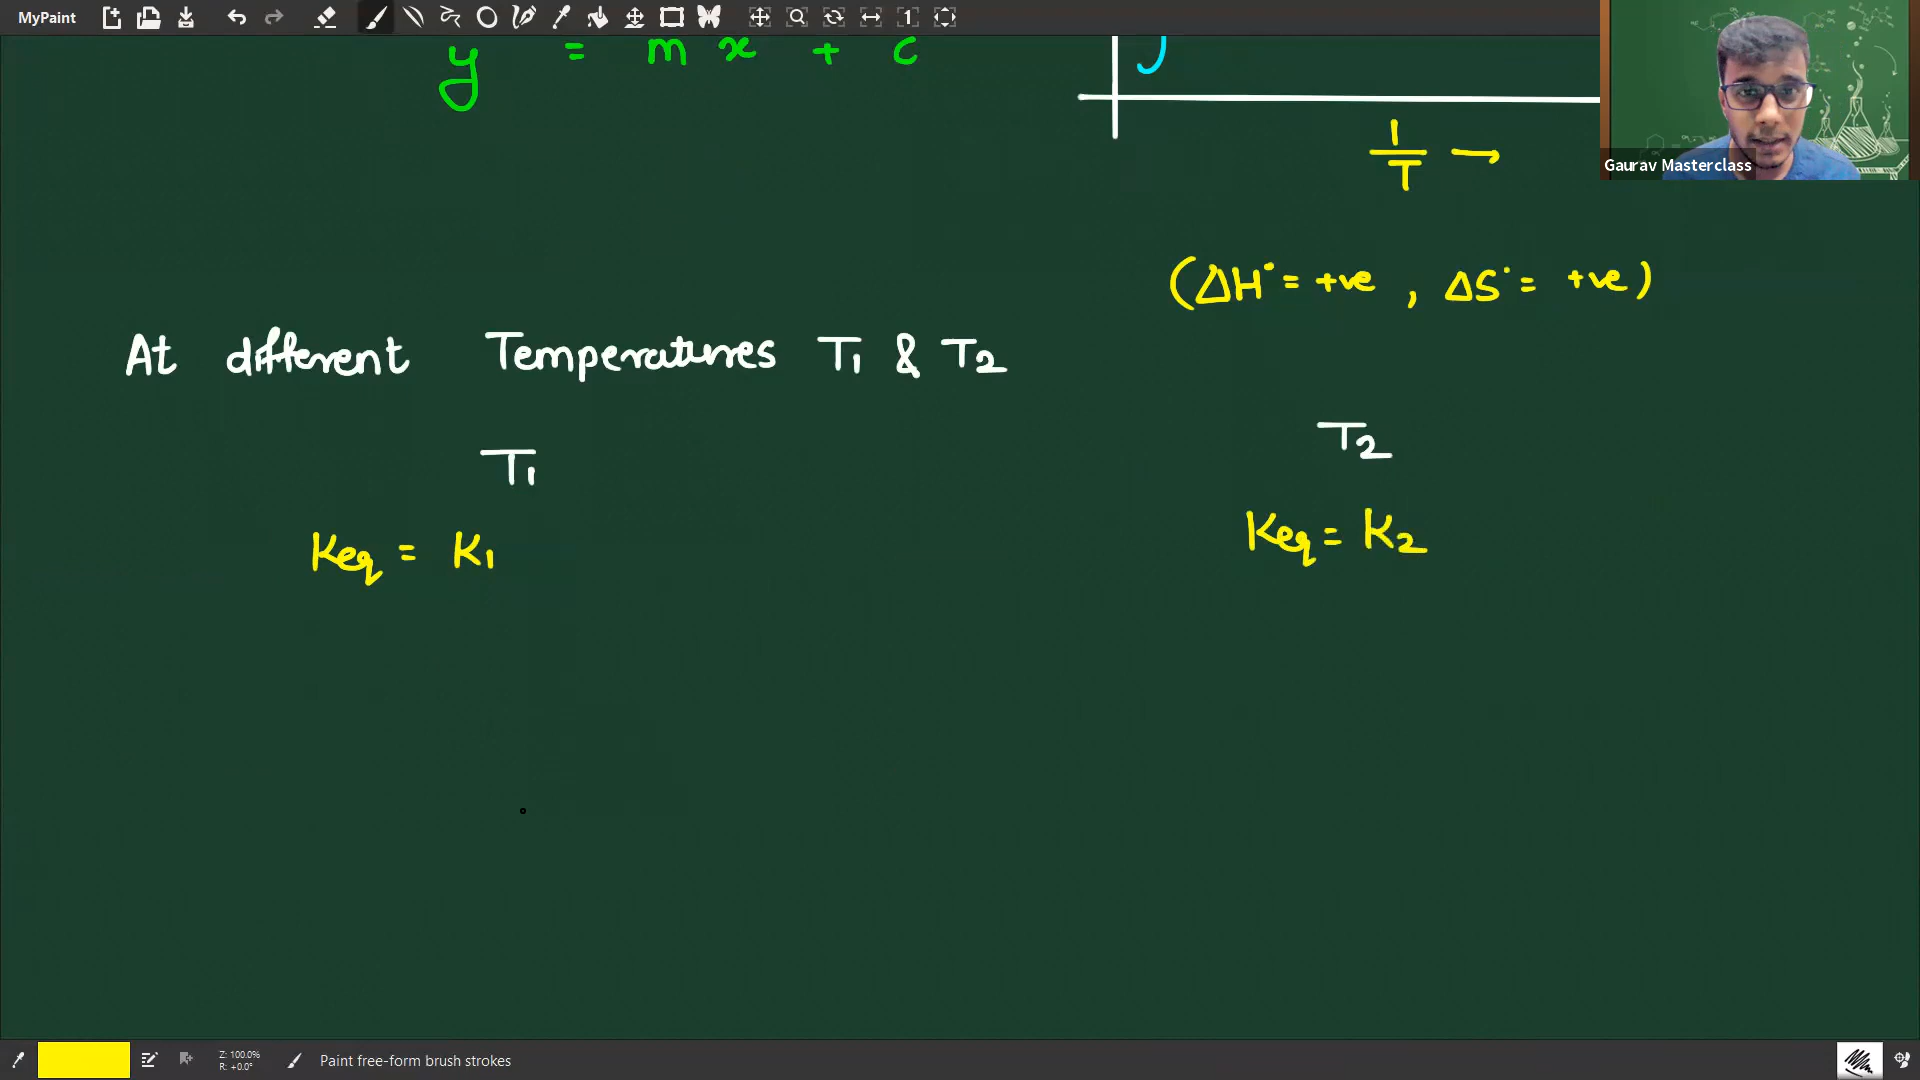 MyPaint
1
y = m x + c
1/T →
Gaurav Masterclass
(ΔH° = +ve , ΔS° = +ve)
At different Temperatures T1 & T2
T1
T2
Keq = K1
Keq = K2
Z: 100.0%
R: +0.0°
Paint free-form brush strokes